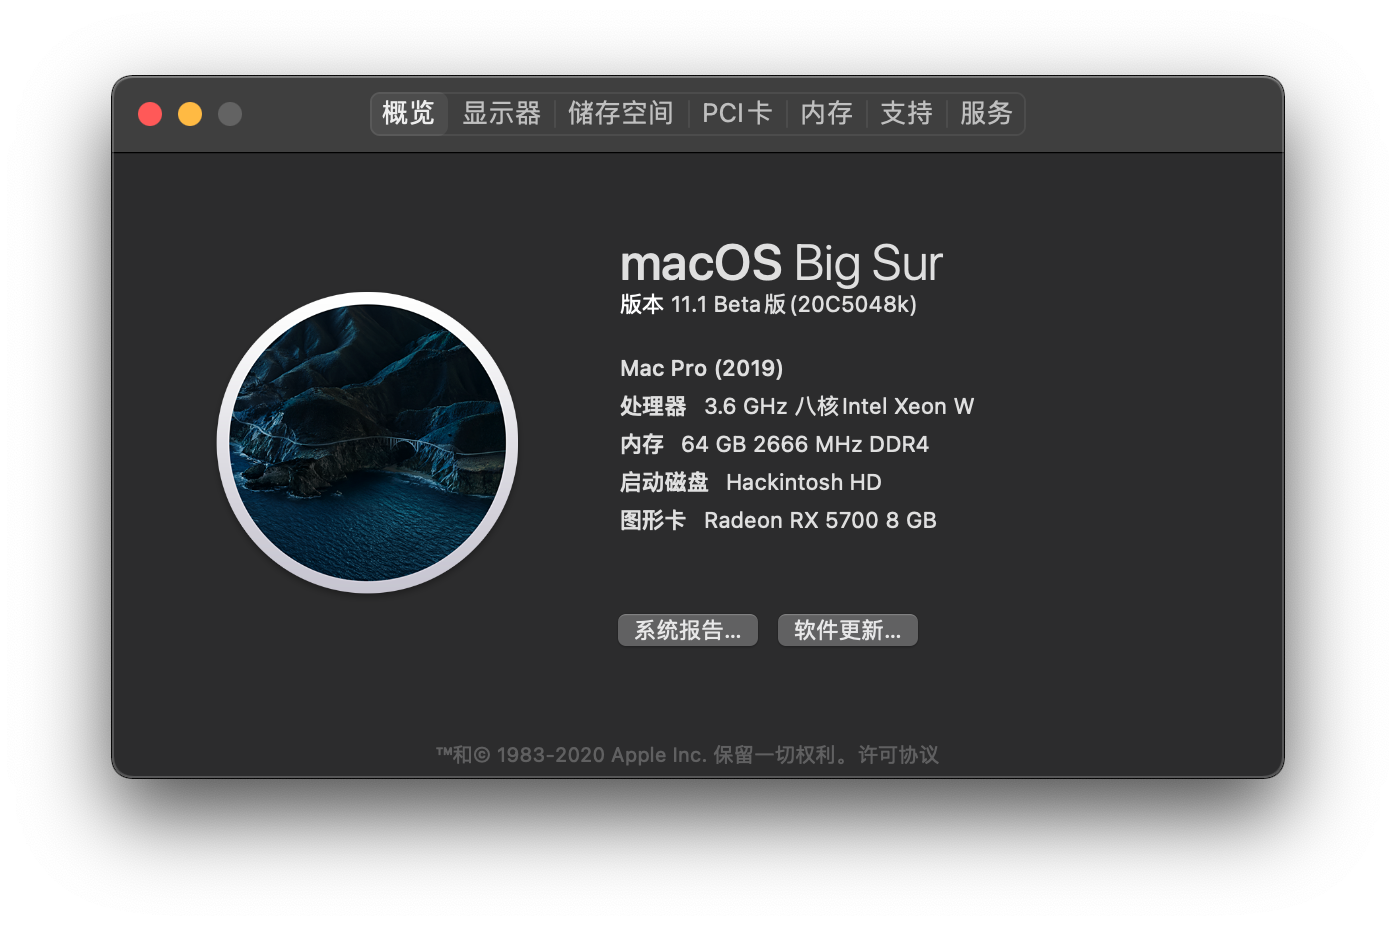 概览 显示器 储存空间 PCI卡 内存 支持 服务
macOS Big Sur
版本 11.1 Beta版 (20C5048k)
Mac Pro (2019)
处理器 3.6 GHz 八核Intel Xeon W
内存 64 GB 2666 MHz DDR4
启动磁盘 Hackintosh HD
图形卡 Radeon RX 5700 8 GB
系统报告... 软件更新...
™和© 1983-2020 Apple Inc. 保留一切权利。许可协议